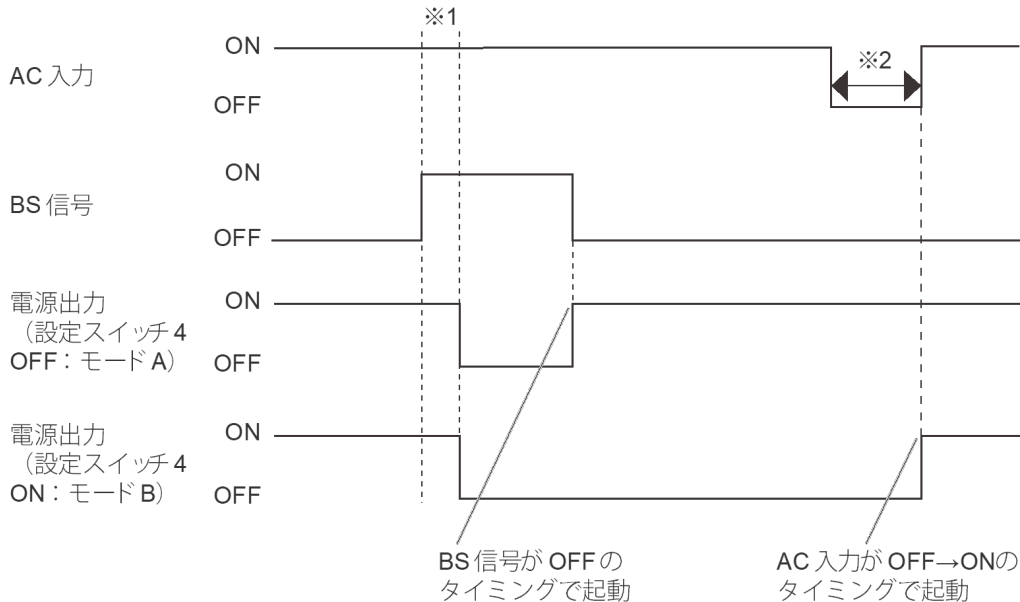 ※1
ON
AC 入力
※2
OFF
ON
BS 信号
OFF
電源出力
（設定スイッチ 4
OFF：モード A）
ON
OFF
電源出力
（設定スイッチ 4
ON：モード B）
ON
OFF
BS 信号が OFF の
タイミングで起動
AC 入力が OFF→ONの
タイミングで起動